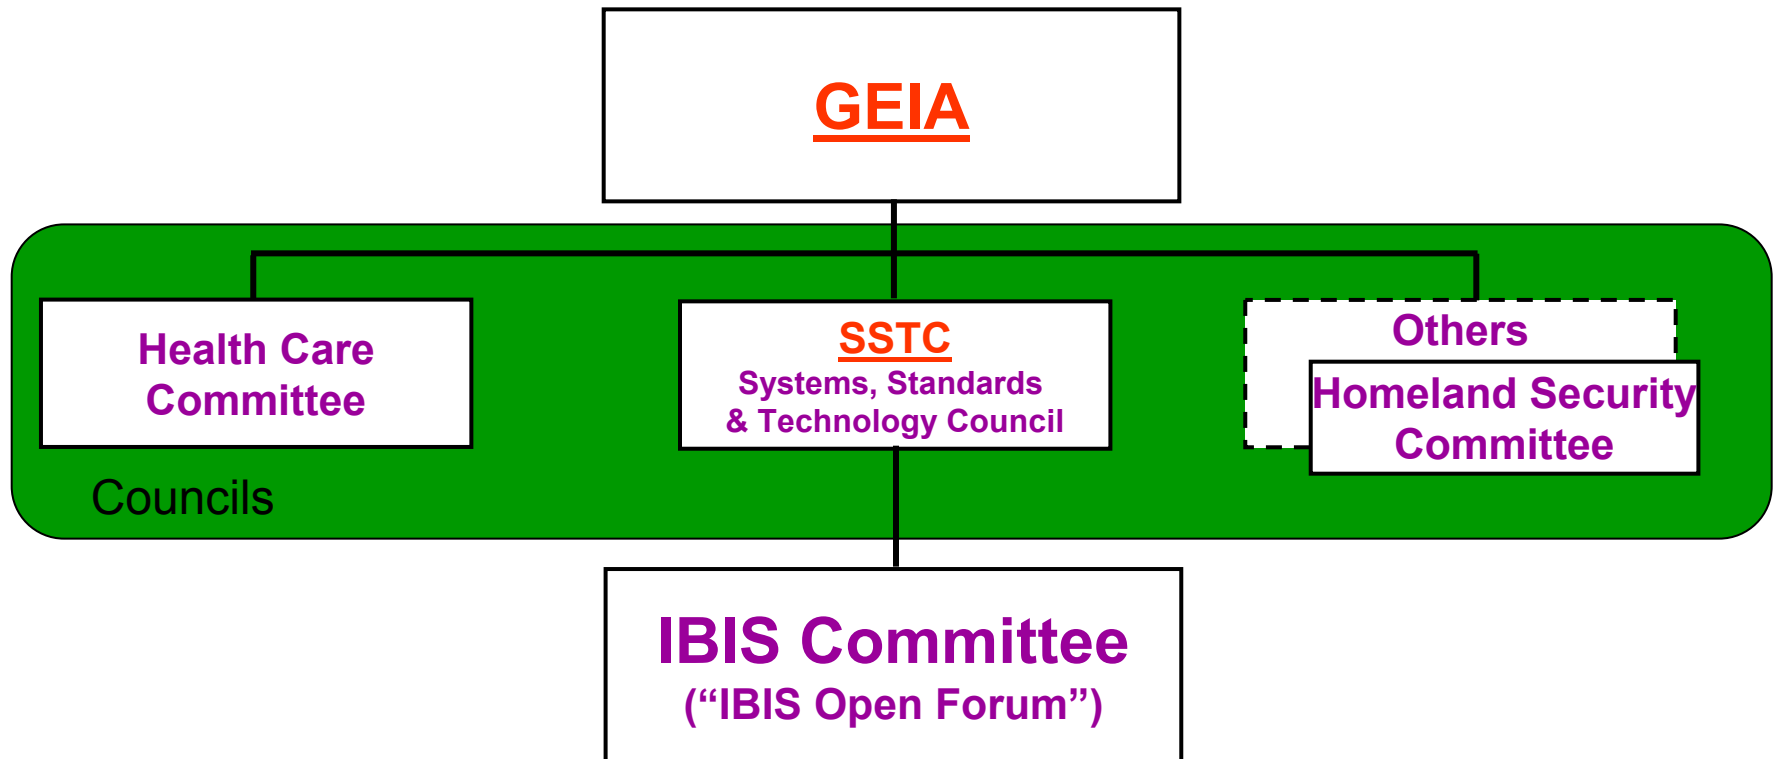 GEIA
Health Care
Committee
SSTC
Systems, Standards
& Technology Council
Others
Homeland Security
Committee
Councils
IBIS Committee
(“IBIS Open Forum”)